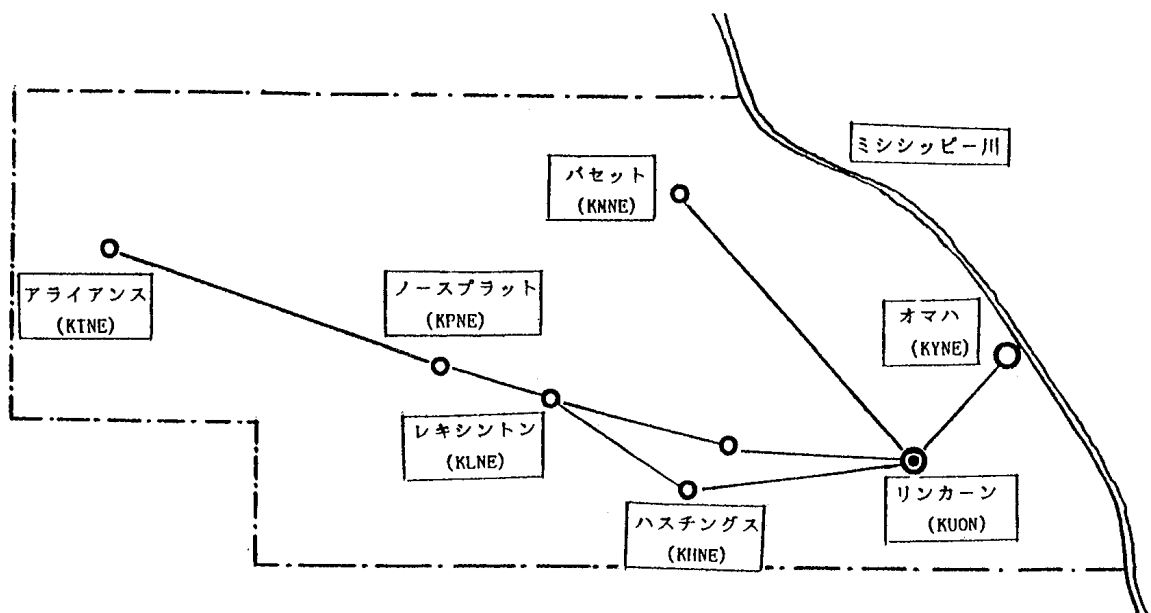 ミシシッピー川
バセット
(KMNE)
アライアンス
(KTNE)
ノースプラット
(KPNE)
オマハ
(KYNE)
レキシントン
(KLNE)
リンカーン
(KUON)
ハスチングス
(KHNE)